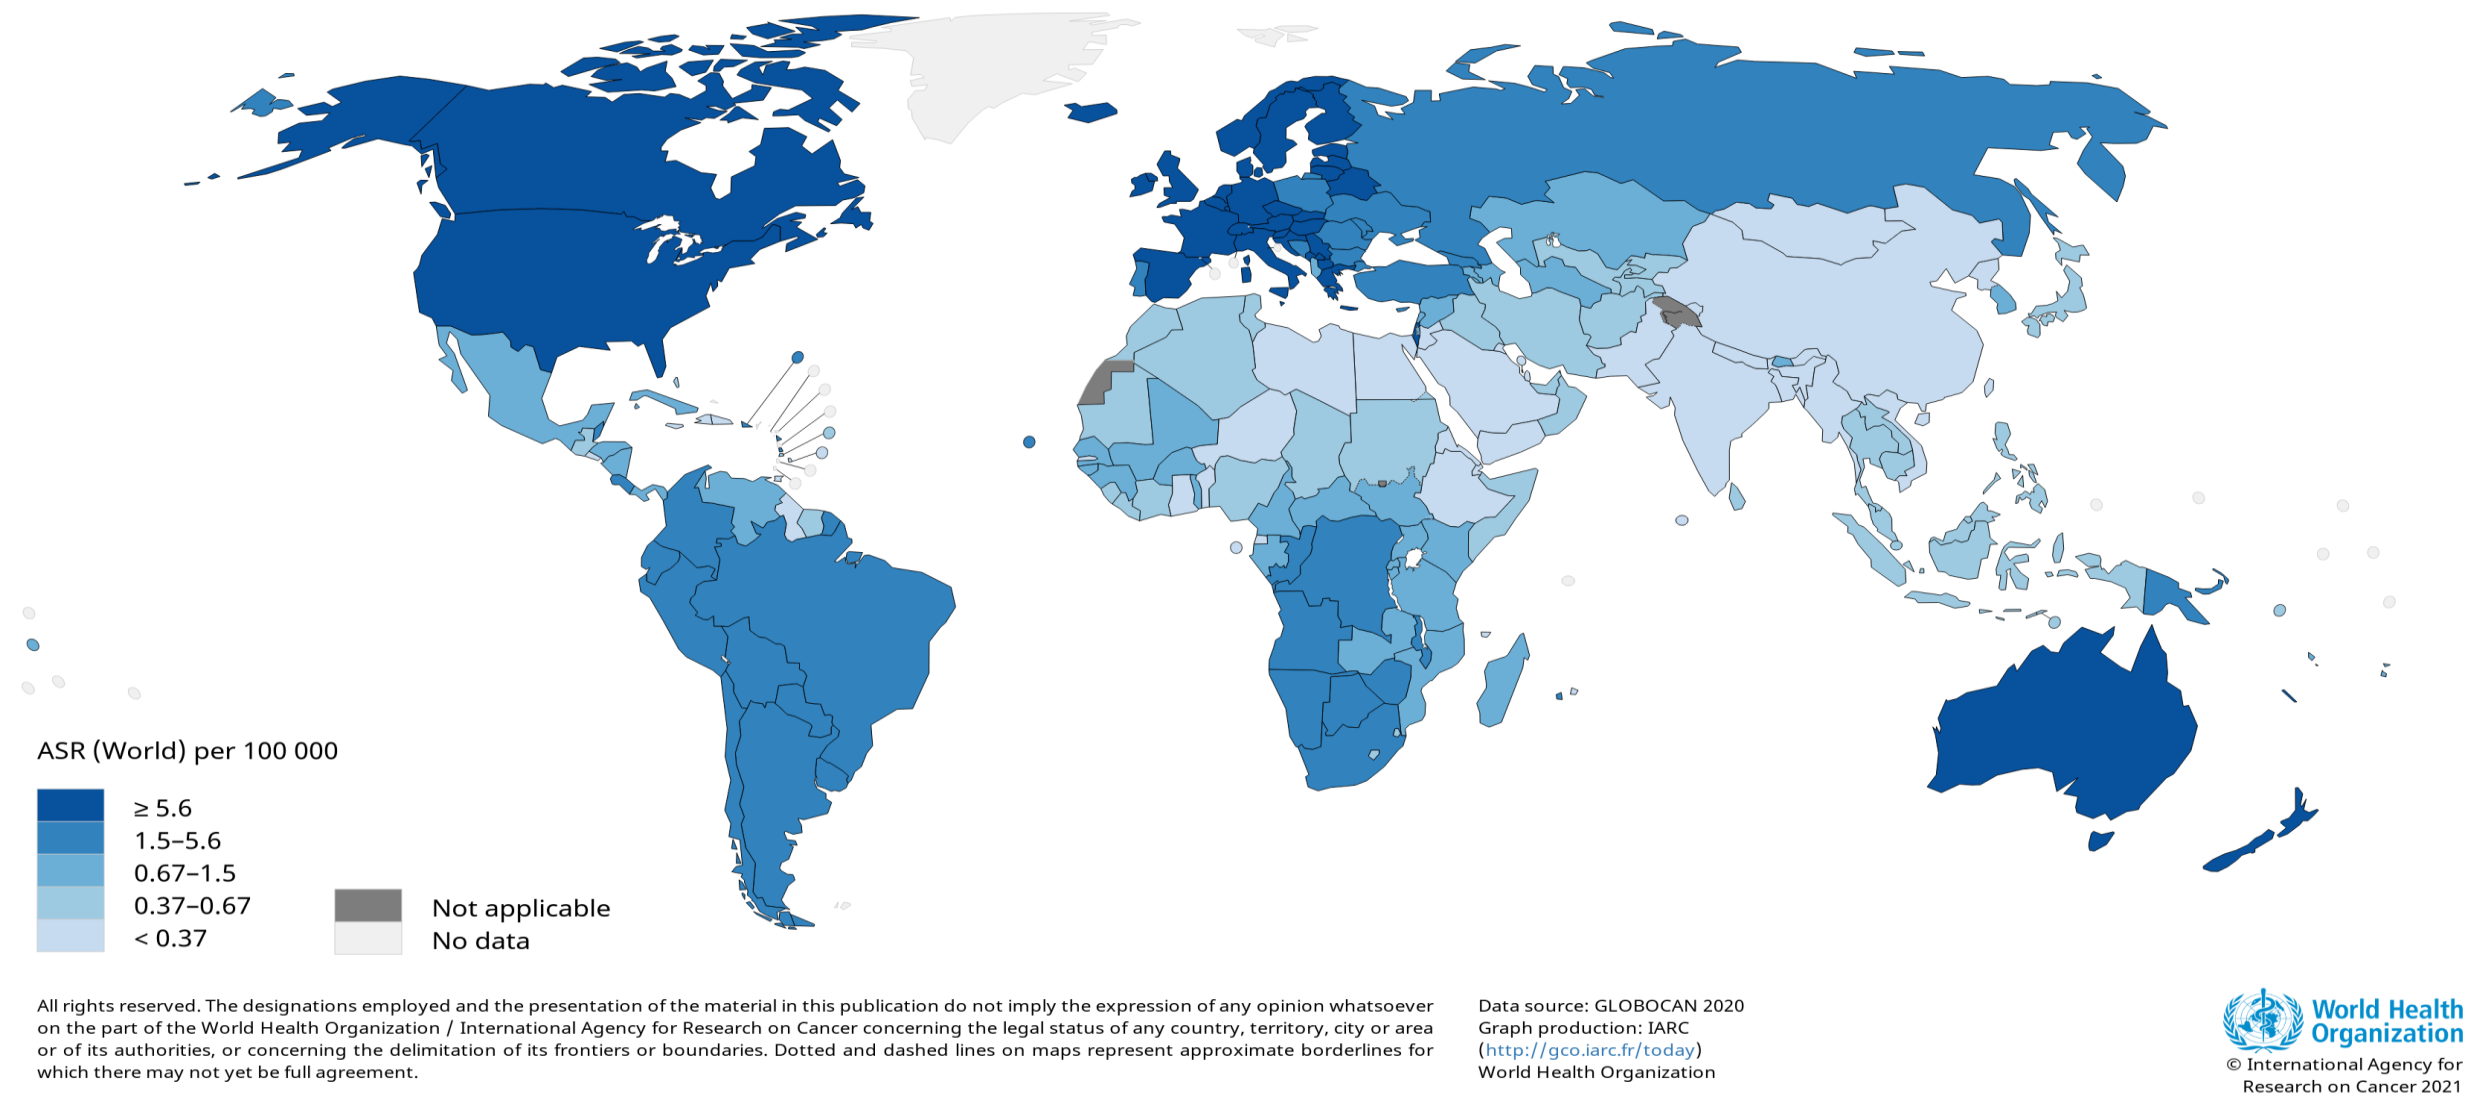 ASR (World) per 100 000
≥ 5.6
1.5–5.6
0.67–1.5
0.37–0.67
< 0.37
Not applicable
No data
All rights reserved. The designations employed and the presentation of the material in this publication do not imply the expression of any opinion whatsoever
on the part of the World Health Organization / International Agency for Research on Cancer concerning the legal status of any country, territory, city or area
or of its authorities, or concerning the delimitation of its frontiers or boundaries. Dotted and dashed lines on maps represent approximate borderlines for
which there may not yet be full agreement.
Data source: GLOBOCAN 2020
Graph production: IARC
(http://gco.iarc.fr/today)
World Health Organization
World Health
Organization
© International Agency for
Research on Cancer 2021